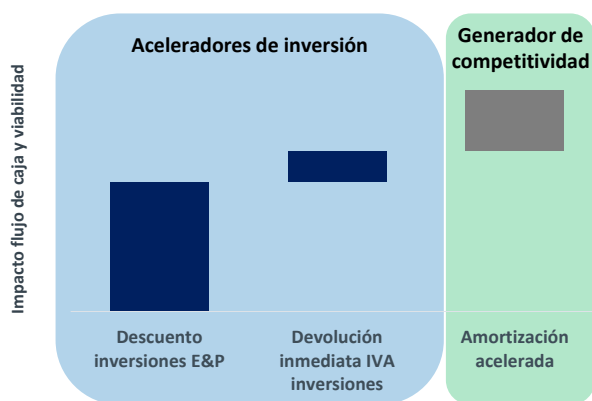 Aceleradores de inversión
Generador de
competitividad
Impacto flujo de caja y viabilidad
Descuento
inversiones E&P
Devolución
inmediata IVA
inversiones
Amortización
acelerada